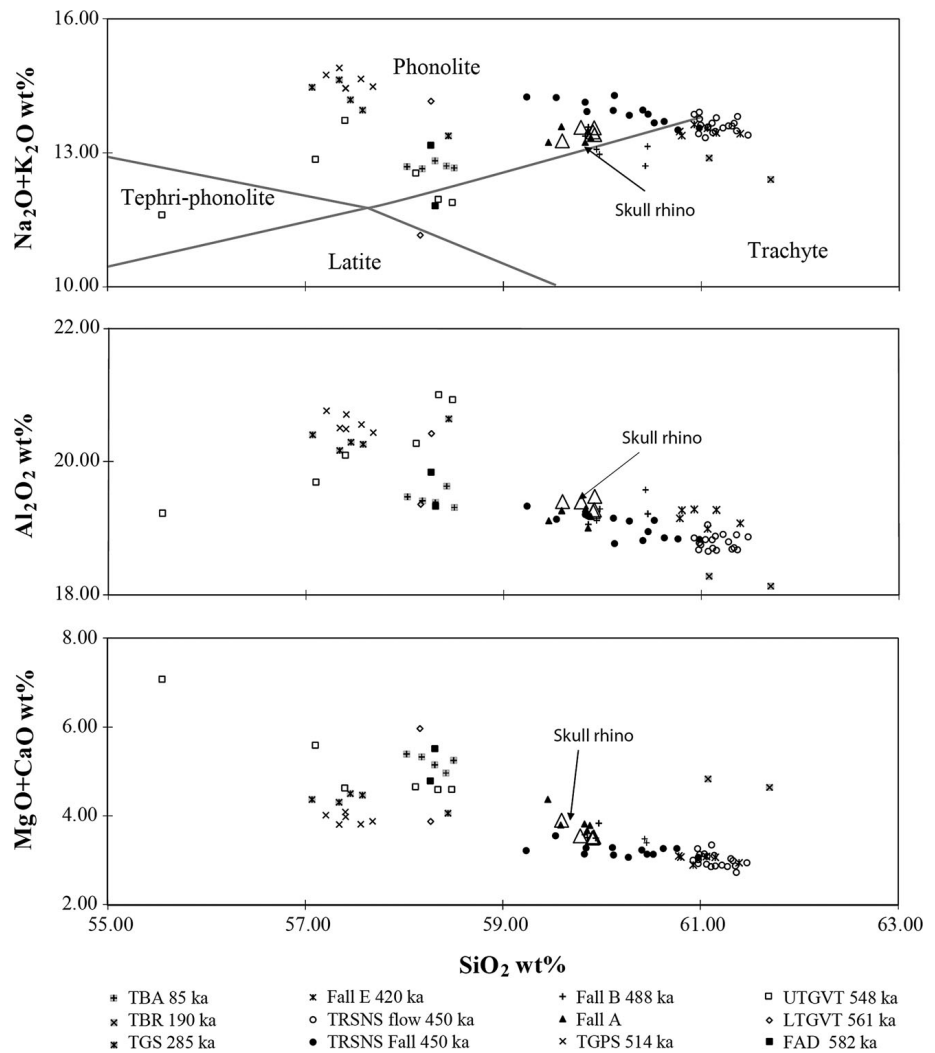 16.00
13.00
10.00
Na₂O+K₂O wt%
Phonolite
Tephri-phonolite
Latite
Trachyte
Skull rhino
22.00
20.00
18.00
Al₂O₂ wt%
Skull rhino
8.00
6.00
4.00
2.00
MgO+CaO wt%
Skull rhino
55.00 57.00 59.00 61.00 63.00
SiO₂ wt%
TBA 85 ka Fall E 420 ka Fall B 488 ka UTGVT 548 ka
TBR 190 ka TRSNS flow 450 ka Fall A LTGVT 561 ka
TGS 285 ka TRSNS Fall 450 ka TGPS 514 ka FAD 582 ka